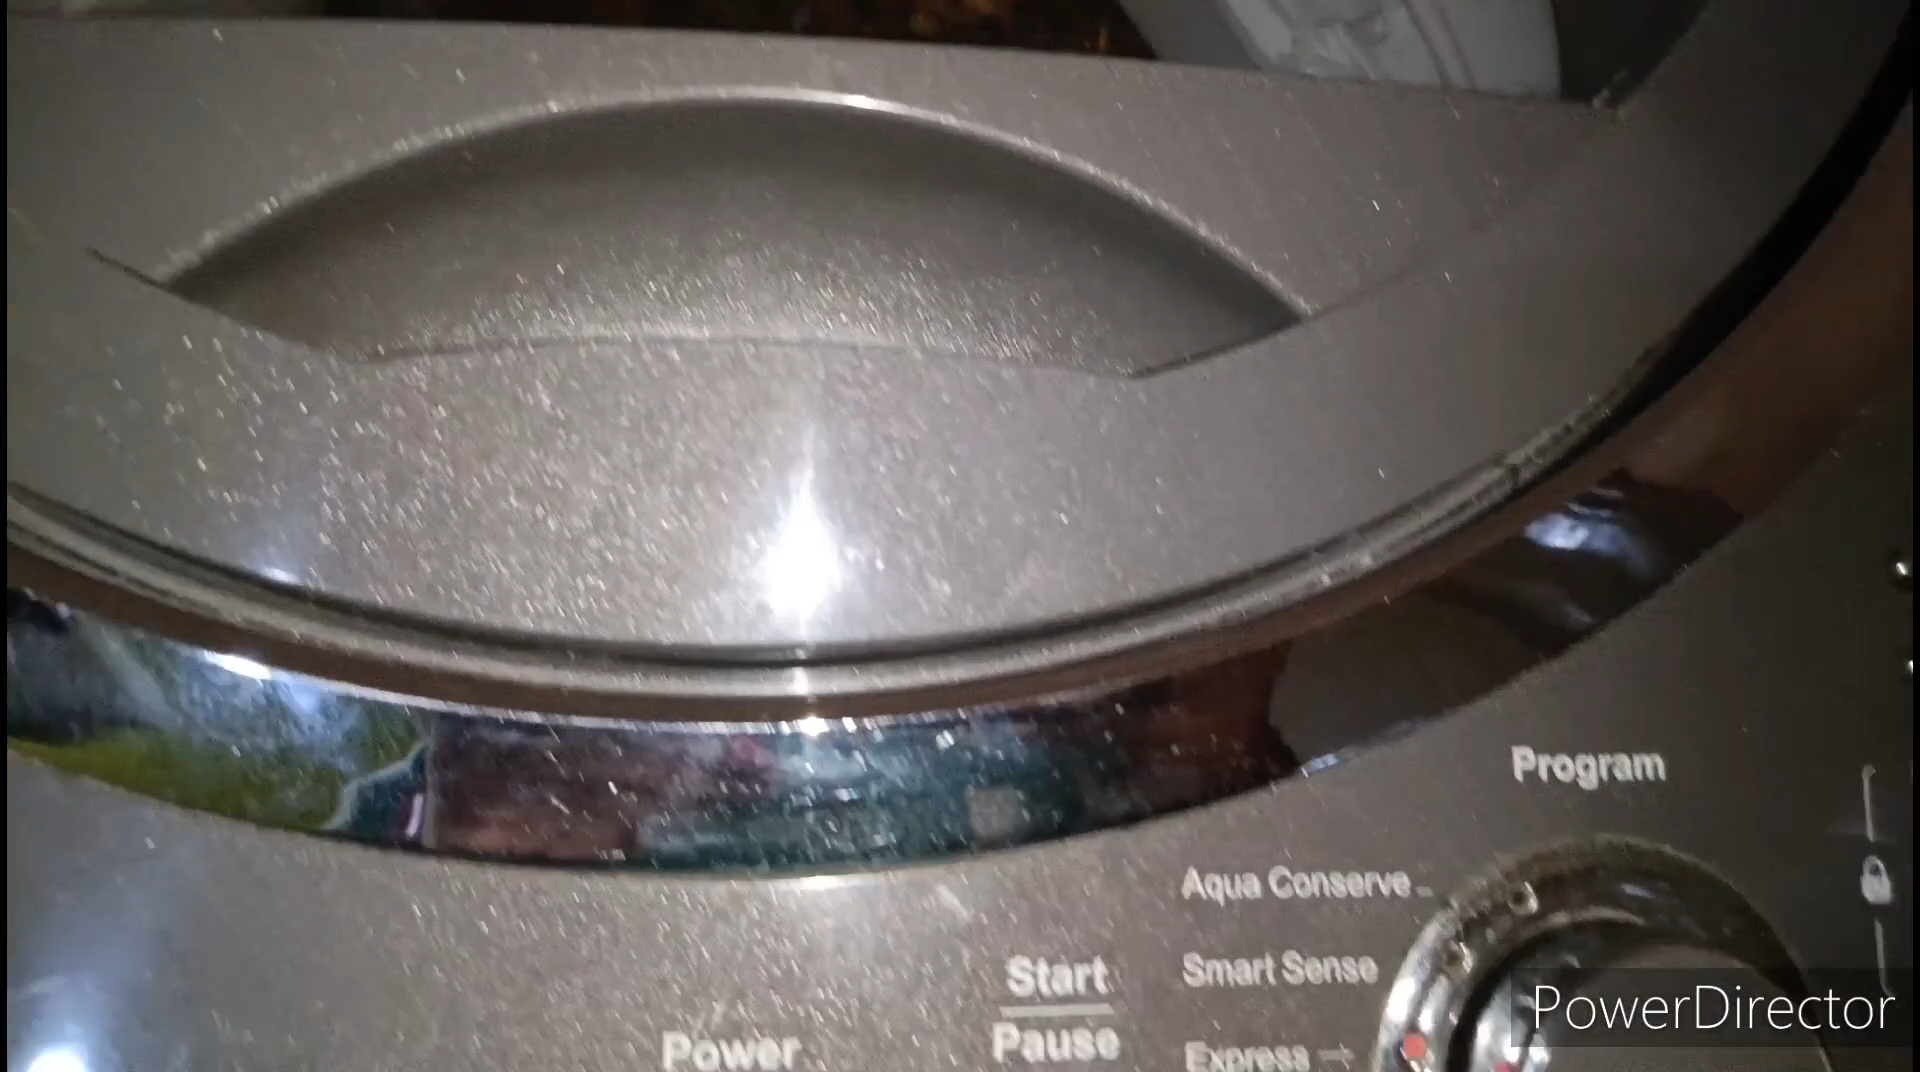 Program
Aqua Conserve
Smart Sense
Start
Pause
Power
Express
PowerDirector